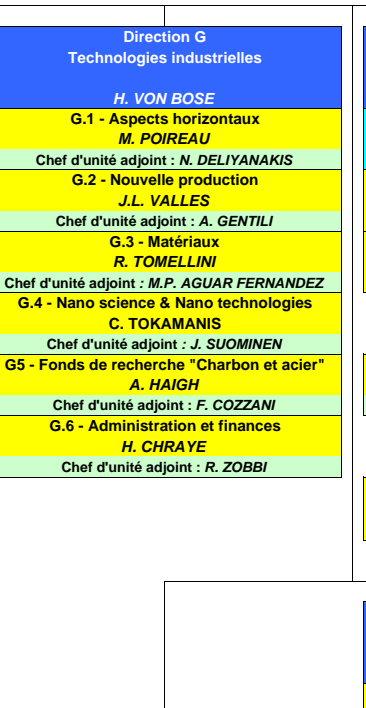 Direction G
Technologies industrielles
H. VON BOSE
G.1 - Aspects horizontaux
M. POIREAU
Chef d'unité adjoint : N. DELIYANAKIS
G.2 - Nouvelle production
J.L. VALLES
Chef d'unité adjoint : A. GENTILI
G.3 - Matériaux
R. TOMELLINI
Chef d'unité adjoint : M.P. AGUAR FERNANDEZ
G.4 - Nano science & Nano technologies
C. TOKAMANIS
Chef d'unité adjoint : J. SUOMINEN
G5 - Fonds de recherche "Charbon et acier"
A. HAIGH
Chef d'unité adjoint : F. COZZANI
G.6 - Administration et finances
H. CHRAYE
Chef d'unité adjoint : R. ZOBBI